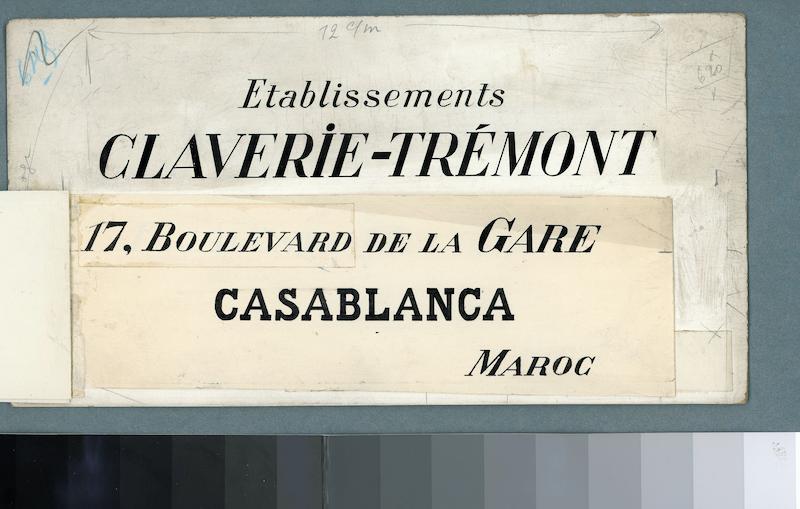 12 c/m
Etablissements
CLAVERIE-TRÉMONT
17, BOULEVARD DE LA GARE
CASABLANCA
MAROC